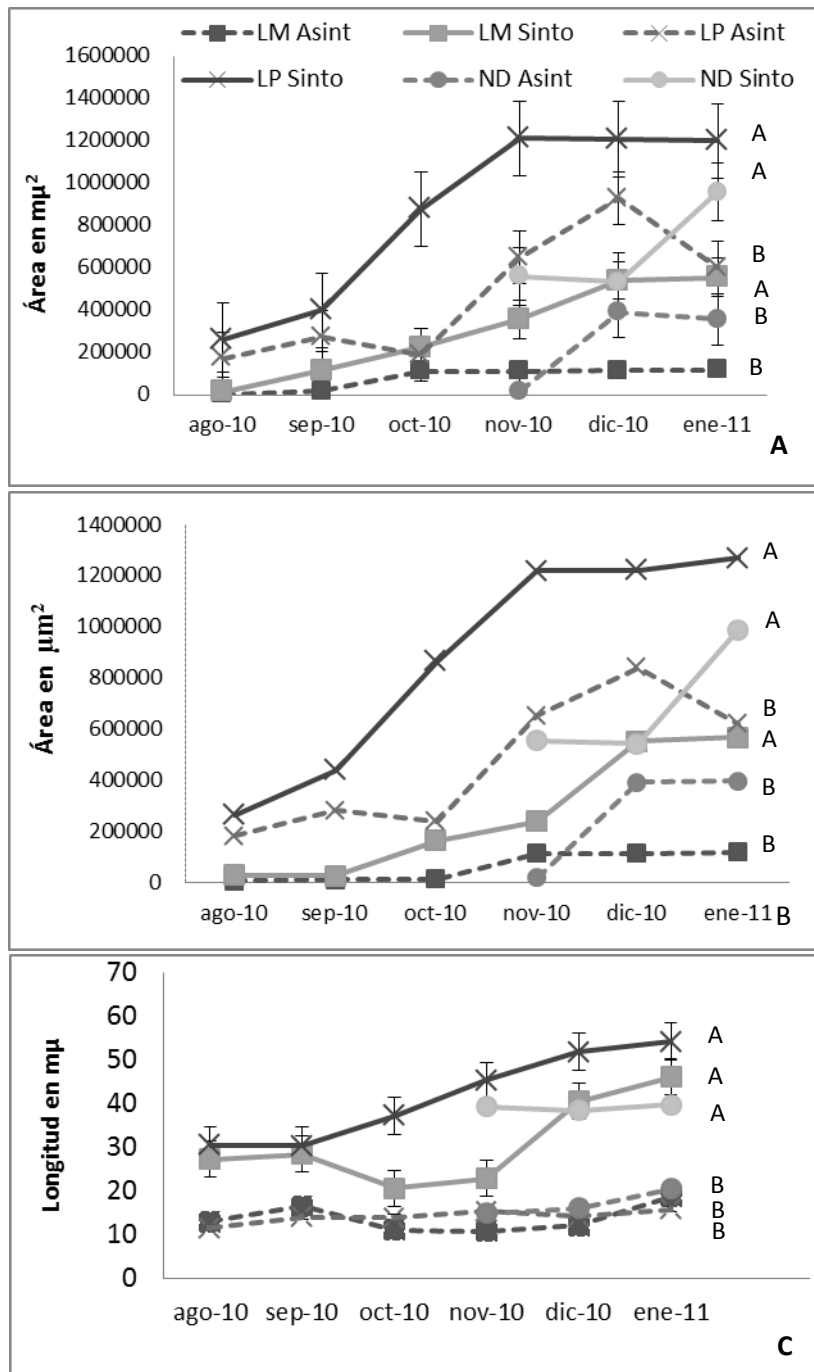 LM Asint LM Sinto LP Asint
LP Sinto ND Asint ND Sinto
Área en mµ²
1600000
1400000
1200000
1000000
800000
600000
400000
200000
0
A
A
B
A
B
B
ago-10 sep-10 oct-10 nov-10 dic-10 ene-11
A
Área en µm²
1400000
1200000
1000000
800000
600000
400000
200000
0
A
A
B
A
B
B
ago-10 sep-10 oct-10 nov-10 dic-10 ene-11 B
Longitud en mµ
70
60
50
40
30
20
10
0
A
A
A
B
B
B
ago-10 sep-10 oct-10 nov-10 dic-10 ene-11
C